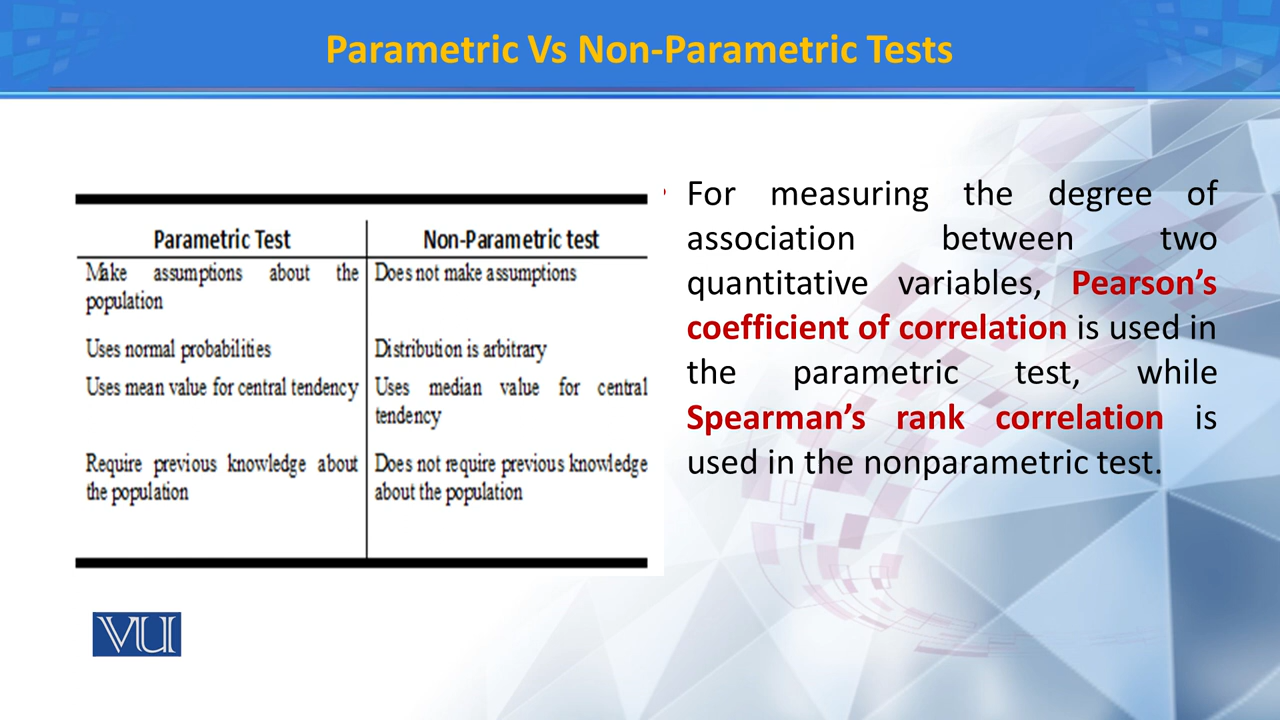 Parametric Vs Non-Parametric Tests
Parametric Test Non-Parametric test
Make assumptions about the population
Does not make assumptions
Uses normal probabilities
Distribution is arbitrary
Uses mean value for central tendency
Uses median value for central tendency
Require previous knowledge about the population
Does not require previous knowledge about the population
• For measuring the degree of
association between two
quantitative variables, Pearson’s
coefficient of correlation is used in
the parametric test, while
Spearman’s rank correlation is
used in the nonparametric test.
VU